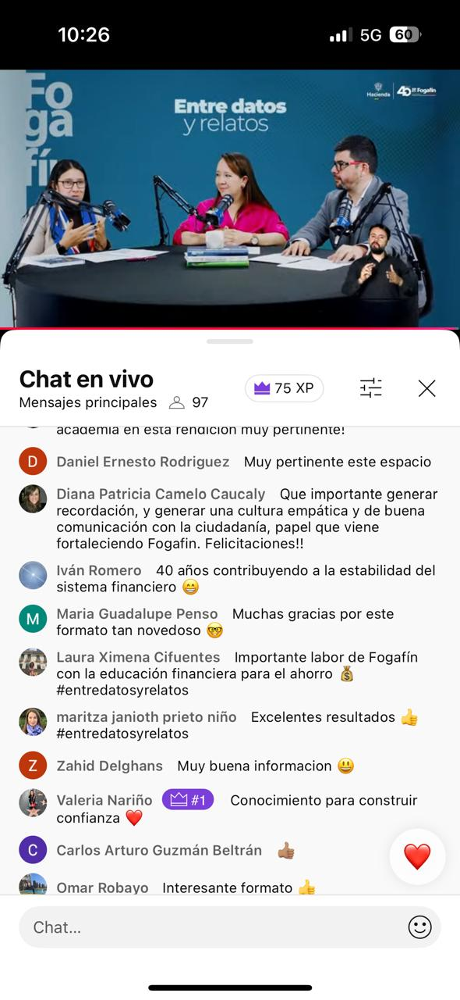 10:26
5G
60
Fo
ga
fín
Entre datos
y relatos
Hacienda
40 Fogafín
Chat en vivo
Mensajes principales 97
75 XP
academia en esta rendición muy pertinente!
D Daniel Ernesto Rodriguez Muy pertinente este espacio
Diana Patricia Camelo Caucaly Que importante generar
recordación, y generar una cultura empática y de buena
comunicación con la ciudadanía, papel que viene
fortaleciendo Fogafin. Felicitaciones!!
Iván Romero 40 años contribuyendo a la estabilidad del
sistema financiero 😁
M Maria Guadalupe Penso Muchas gracias por este
formato tan novedoso 🤓
Laura Ximena Cifuentes Importante labor de Fogafín
con la educación financiera para el ahorro 💰
#entredatosyrelatos
maritza janioth prieto niño Excelentes resultados 👍
#entredatosyrelatos
Z Zahid Delghans Muy buena informacion 😃
Valeria Nariño #1 Conocimiento para construir
confianza ❤️
C Carlos Arturo Guzmán Beltrán 👍🏽
Omar Robayo Interesante formato 👍
Chat...